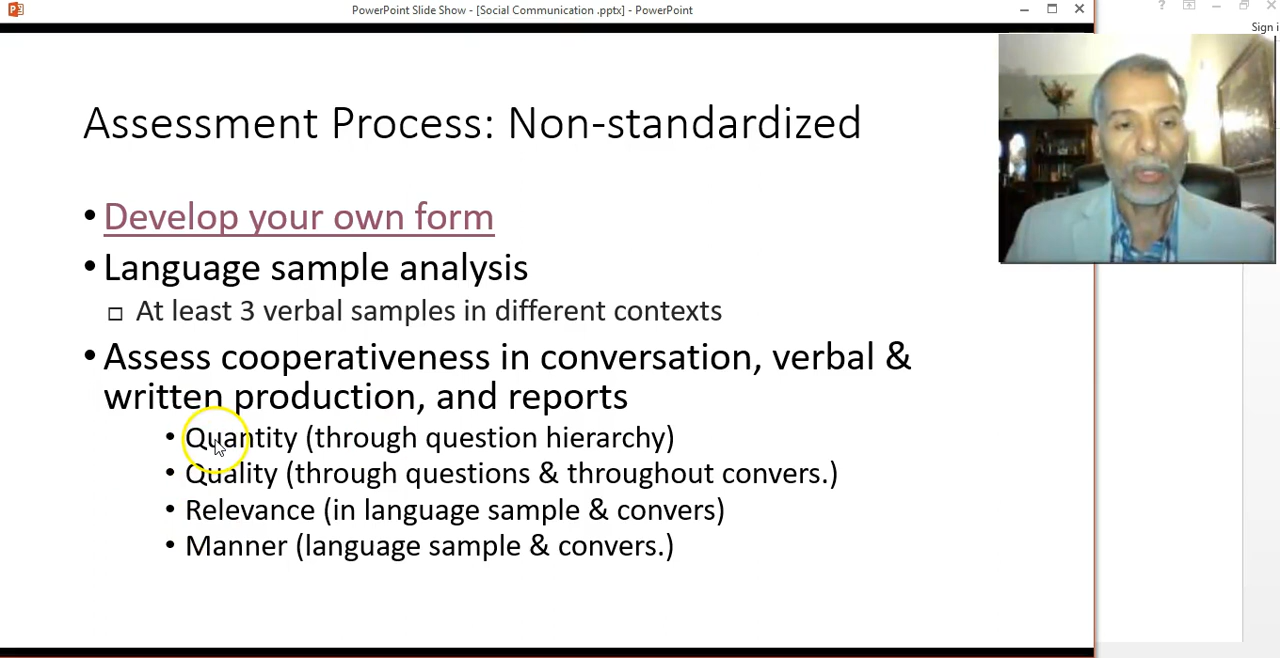 PowerPoint Slide Show - [Social Communication .pptx] - PowerPoint
Sign i
Assessment Process: Non-standardized
• Develop your own form
• Language sample analysis
□ At least 3 verbal samples in different contexts
• Assess cooperativeness in conversation, verbal &
written production, and reports
• Quantity (through question hierarchy)
• Quality (through questions & throughout convers.)
• Relevance (in language sample & convers)
• Manner (language sample & convers.)